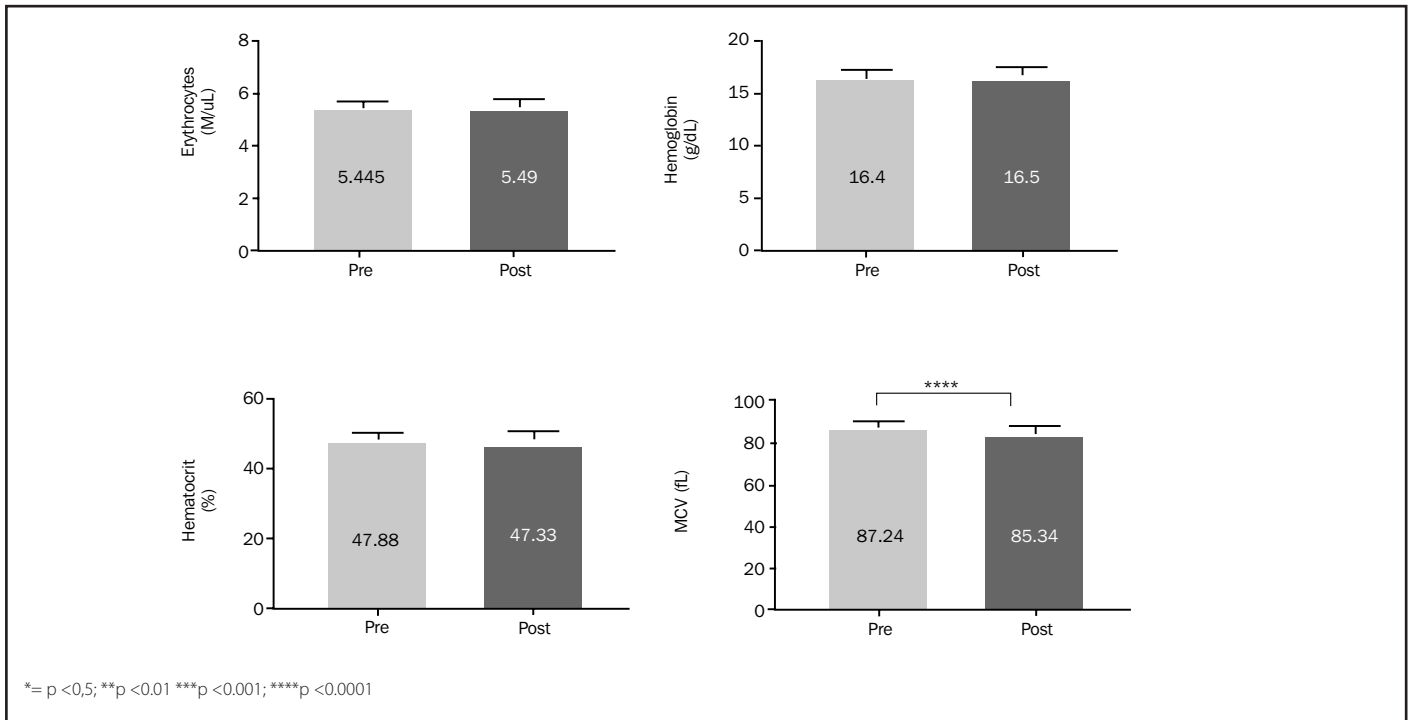 8
6
4
2
0
Erythrocytes
(M/uL)
5.445
5.49
Pre
Post
20
15
10
5
0
Hemoglobin
(g/dL)
16.4
16.5
Pre
Post
60
40
20
0
Hematocrit
(%)
47.88
47.33
Pre
Post
****
100
80
60
40
20
0
MCV (fL)
87.24
85.34
Pre
Post
*= p <0,5; **p <0.01 ***p <0.001; ****p <0.0001